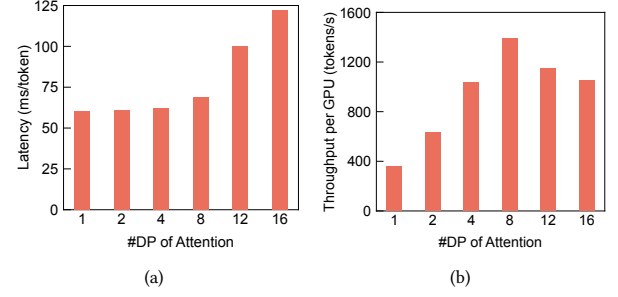 125
100
75
50
25
0
Latency (ms/token)
1 2 4 8 12 16
#DP of Attention
(a)
1600
1200
800
400
0
Throughput per GPU (tokens/s)
1 2 4 8 12 16
#DP of Attention
(b)